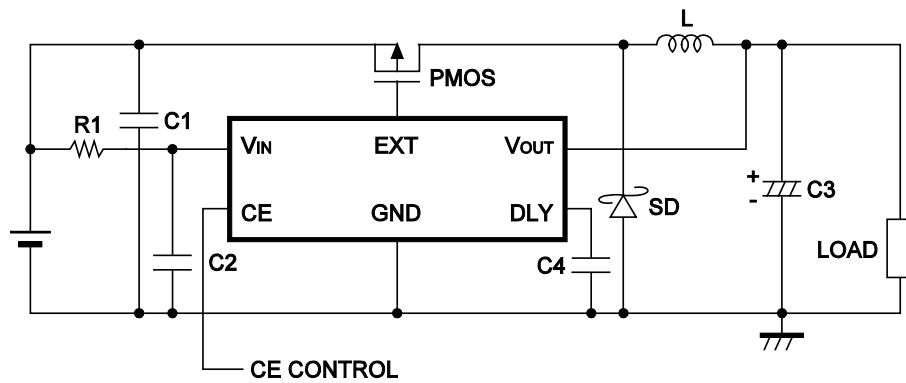 L
PMOS
R1
C1
VIN
EXT
VOUT
CE
GND
DLY
SD
+
-
C3
C2
C4
LOAD
CE CONTROL